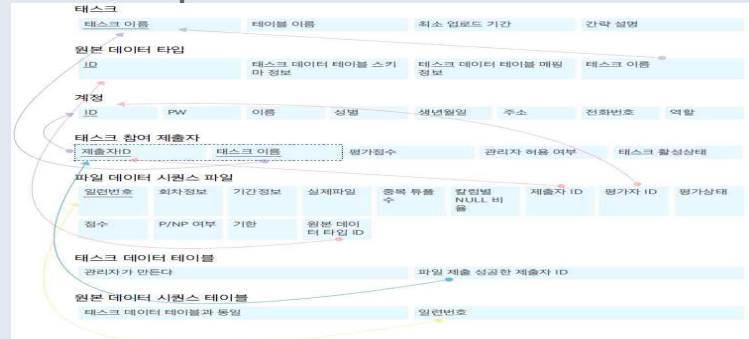 태스크
태스크 이름 테이블 이름 최소 업로드 기간 간략 설명
원본 데이터 타입
ID 태스크 데이터 테이블 스키마 정보 테스크 데이터 테이블 매핑 정보 테스크 이름
계정
ID PW 이름 성별 생년월일 주소 전화번호 역할
태스크 참여 제출자
제출자ID 태스크 이름 평가점수 관리자 허용 여부 태스크 활성상태
파일 데이터 시퀀스 파일
일련번호 회차정보 기간정보 실제파일 중복 튜플 수 칼럼별 NULL 비율 제출자 ID 평가자 ID 평가상태
점수 P/NP 여부 기한 원본 데이터 타입 ID
태스크 데이터 테이블
관리자가 만든다 파일 제출 성공한 제출자 ID
원본 데이터 시퀀스 테이블
태스크 데이터 테이블과 동일 일련번호